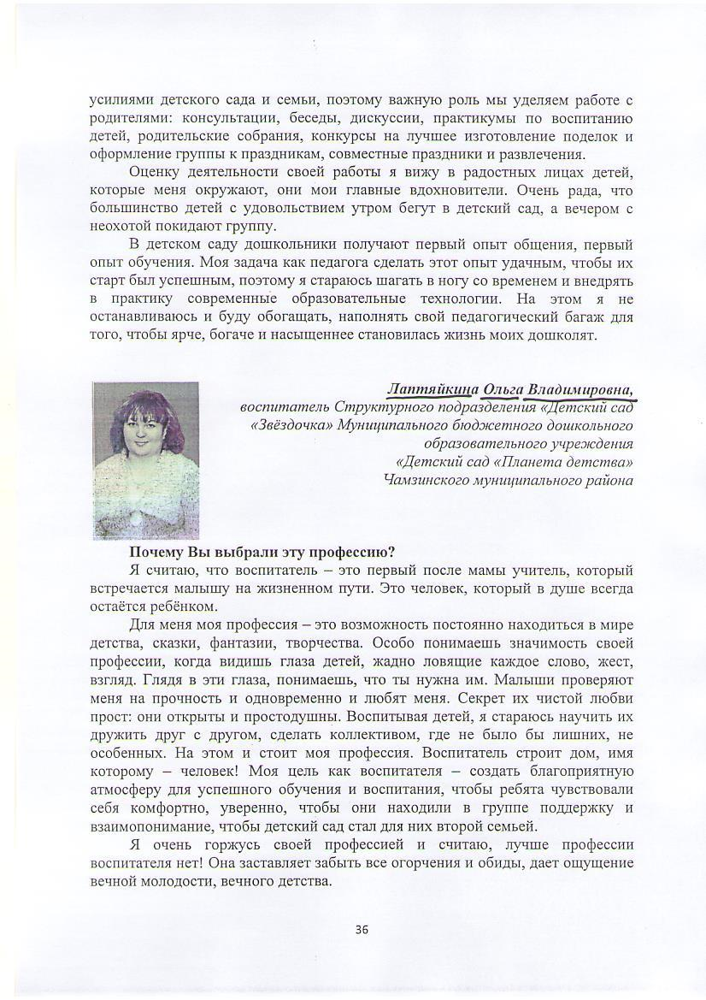 усилиями детского сада и семьи, поэтому важную роль мы уделяем работе с
родителями: консультации, беседы, дискуссии, практикумы по воспитанию
детей, родительские собрания, конкурсы на лучшее изготовление поделок и
оформление группы к праздникам, совместные праздники и развлечения.
Оценку деятельности своей работы я вижу в радостных лицах детей,
которые меня окружают, они мои главные вдохновители. Очень рада, что
большинство детей с удовольствием утром бегут в детский сад, а вечером с
неохотой покидают группу.
В детском саду дошкольники получают первый опыт общения, первый
опыт обучения. Моя задача как педагога сделать этот опыт удачным, чтобы их
старт был успешным, поэтому я стараюсь шагать в ногу со временем и внедрять
в практику современные образовательные технологии. На этом я не
останавливаюсь и буду обогащать, наполнять свой педагогический багаж для
того, чтобы ярче, богаче и насыщеннее становилась жизнь моих дошколят.
Лаптяйкина Ольга Владимировна,
воспитатель Структурного подразделения «Детский сад
«Звёздочка» Муниципального бюджетного дошкольного
образовательного учреждения
«Детский сад «Планета детства»
Чамзинского муниципального района
Почему Вы выбрали эту профессию?
Я считаю, что воспитатель – это первый после мамы учитель, который
встречается малышу на жизненном пути. Это человек, который в душе всегда
остаётся ребёнком.
Для меня моя профессия – это возможность постоянно находиться в мире
детства, сказки, фантазии, творчества. Особо понимаешь значимость своей
профессии, когда видишь глаза детей, жадно ловящие каждое слово, жест,
взгляд. Глядя в эти глаза, понимаешь, что ты нужна им. Малыши проверяют
меня на прочность и одновременно и любят меня. Секрет их чистой любви
прост: они открыты и простодушны. Воспитывая детей, я стараюсь научить их
дружить друг с другом, сделать коллективом, где не было бы лишних, не
особенных. На этом и стоит моя профессия. Воспитатель строит дом, имя
которому – человек! Моя цель как воспитателя – создать благоприятную
атмосферу для успешного обучения и воспитания, чтобы ребята чувствовали
себя комфортно, уверенно, чтобы они находили в группе поддержку и
взаимопонимание, чтобы детский сад стал для них второй семьей.
Я очень горжусь своей профессией и считаю, лучше профессии
воспитателя нет! Она заставляет забыть все огорчения и обиды, дает ощущение
вечной молодости, вечного детства.
36